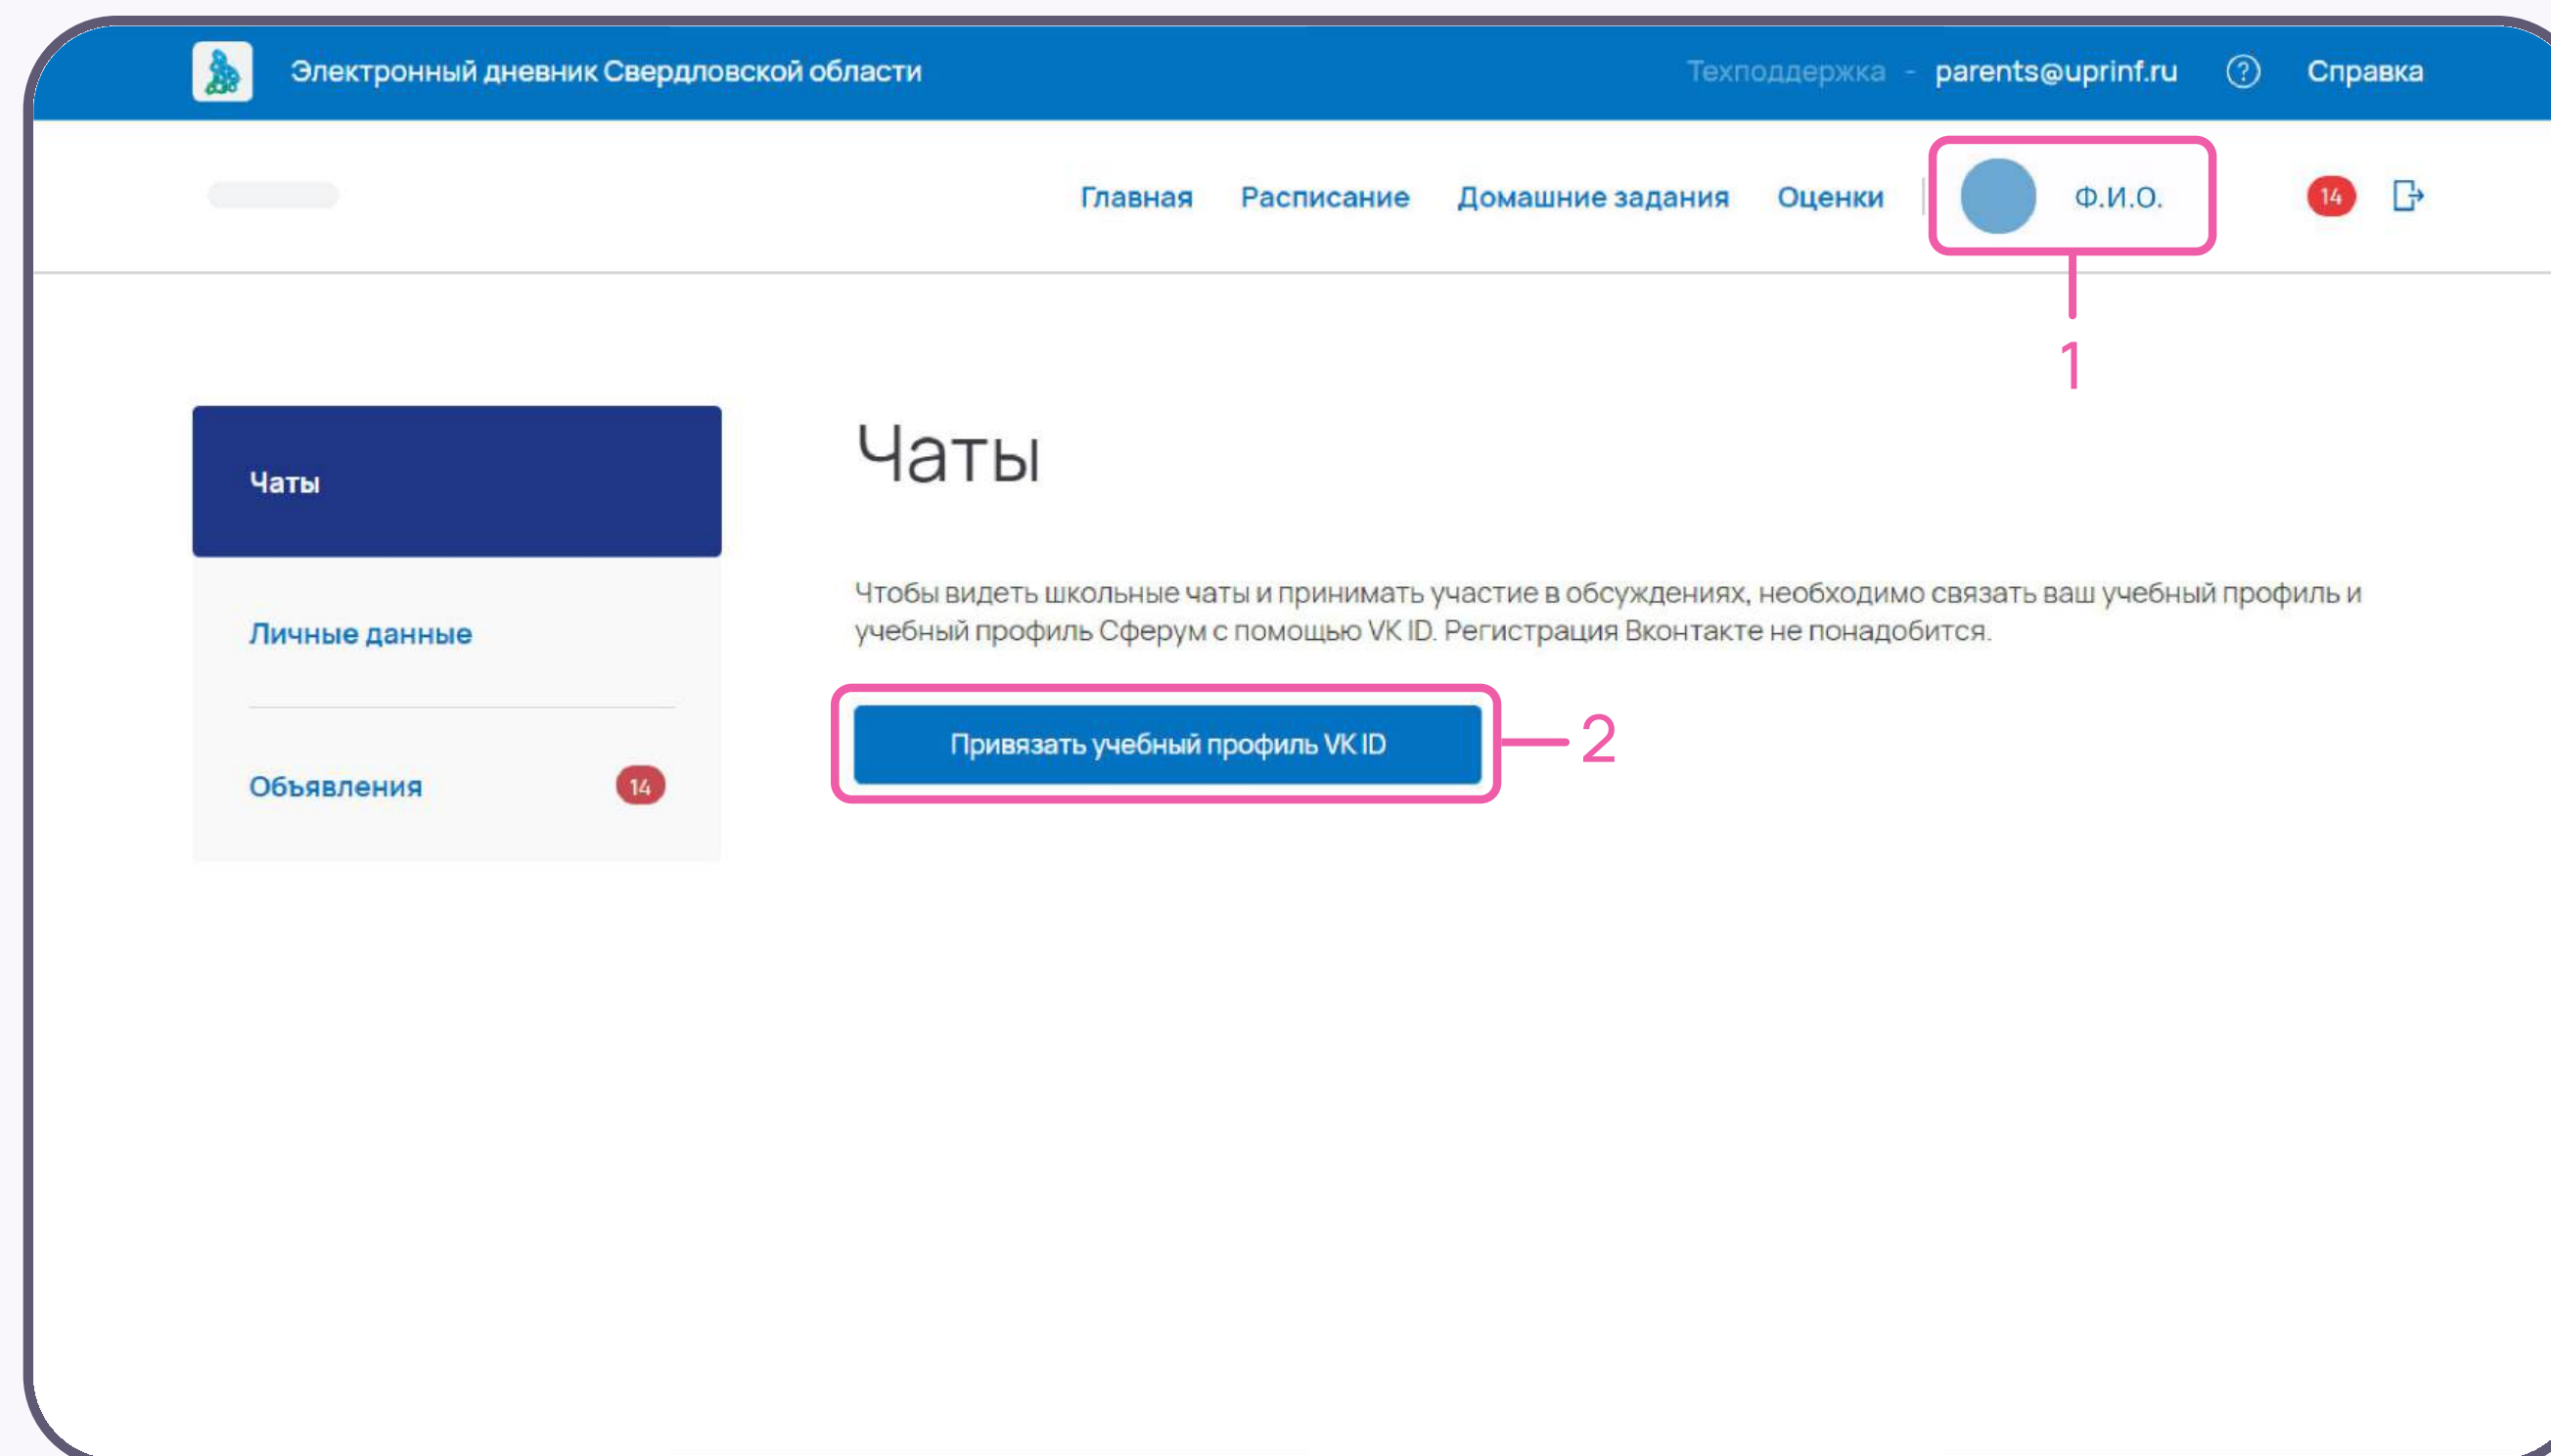 Электронный дневник Свердловской области
Техподдержка - parents@uprinf.ru ? Справка
Главная Расписание Домашние задания Оценки Ф.И.О. 14
1
Чаты
Личные данные
Объявления 14
Чаты
Чтобы видеть школьные чаты и принимать участие в обсуждениях, необходимо связать ваш учебный профиль и
учебный профиль Сферум с помощью VK ID. Регистрация Вконтакте не понадобится.
Привязать учебный профиль VK ID
2